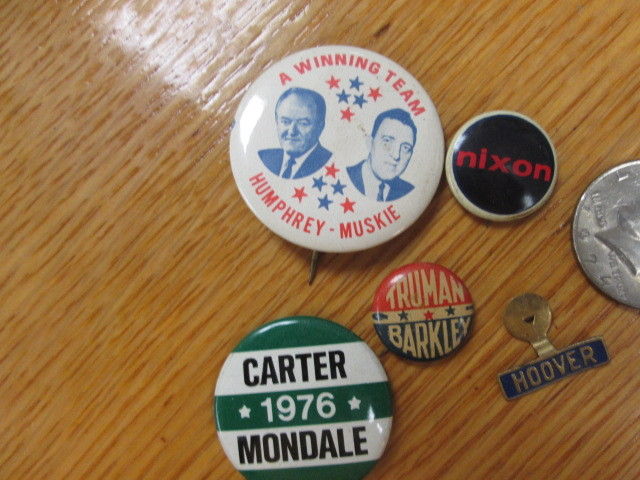 A WINNING TEAM
HUMPHREY - MUSKIE
nixon
TRUMAN
BARKLEY
HOOVER
CARTER
1976
MONDALE